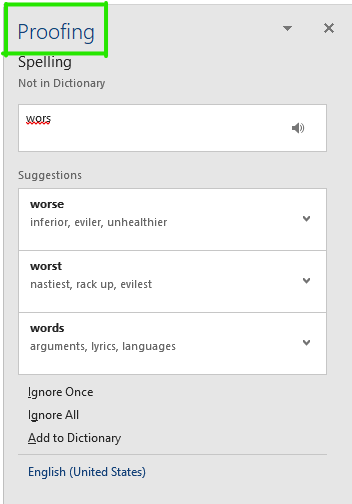 Proofing
Spelling
Not in Dictionary
wors
Suggestions
worse
inferior, eviler, unhealthier
worst
nastiest, rack up, evilest
words
arguments, lyrics, languages
Ignore Once
Ignore All
Add to Dictionary
English (United States)